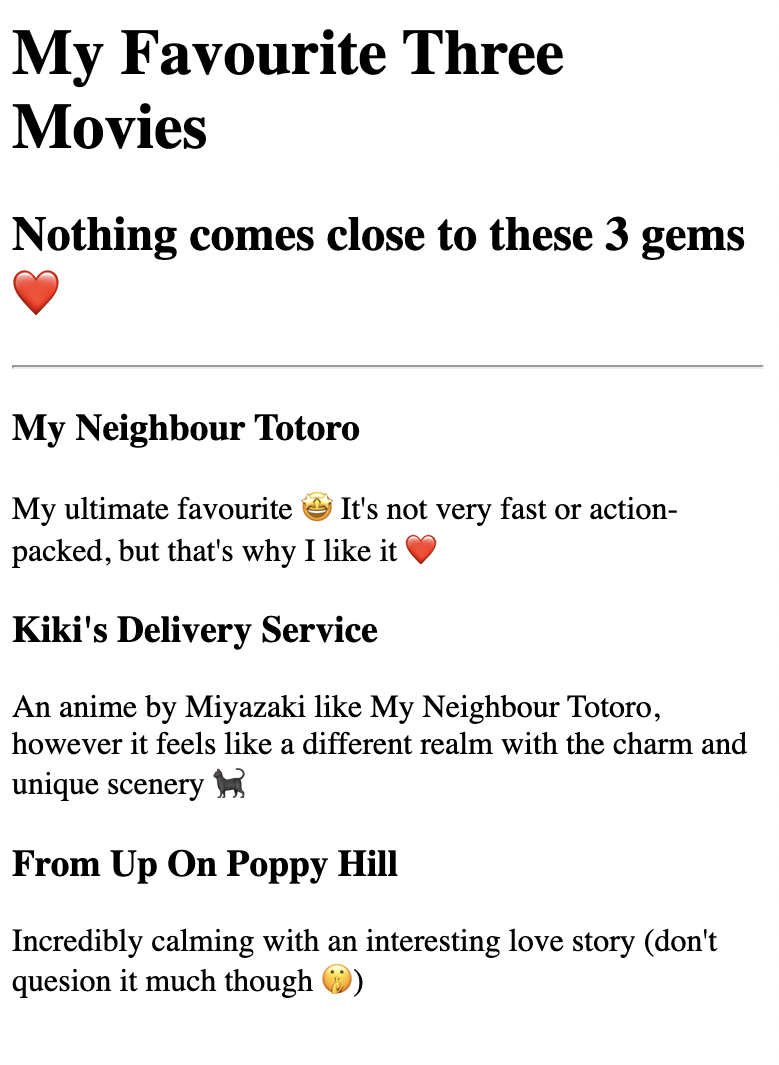 My Favourite Three
Movies
Nothing comes close to these 3 gems
❤️
My Neighbour Totoro
My ultimate favourite 🤩 It's not very fast or action-
packed, but that's why I like it ❤️
Kiki's Delivery Service
An anime by Miyazaki like My Neighbour Totoro,
however it feels like a different realm with the charm and
unique scenery 🐈‍⬛
From Up On Poppy Hill
Incredibly calming with an interesting love story (don't
quesion it much though 🤫)